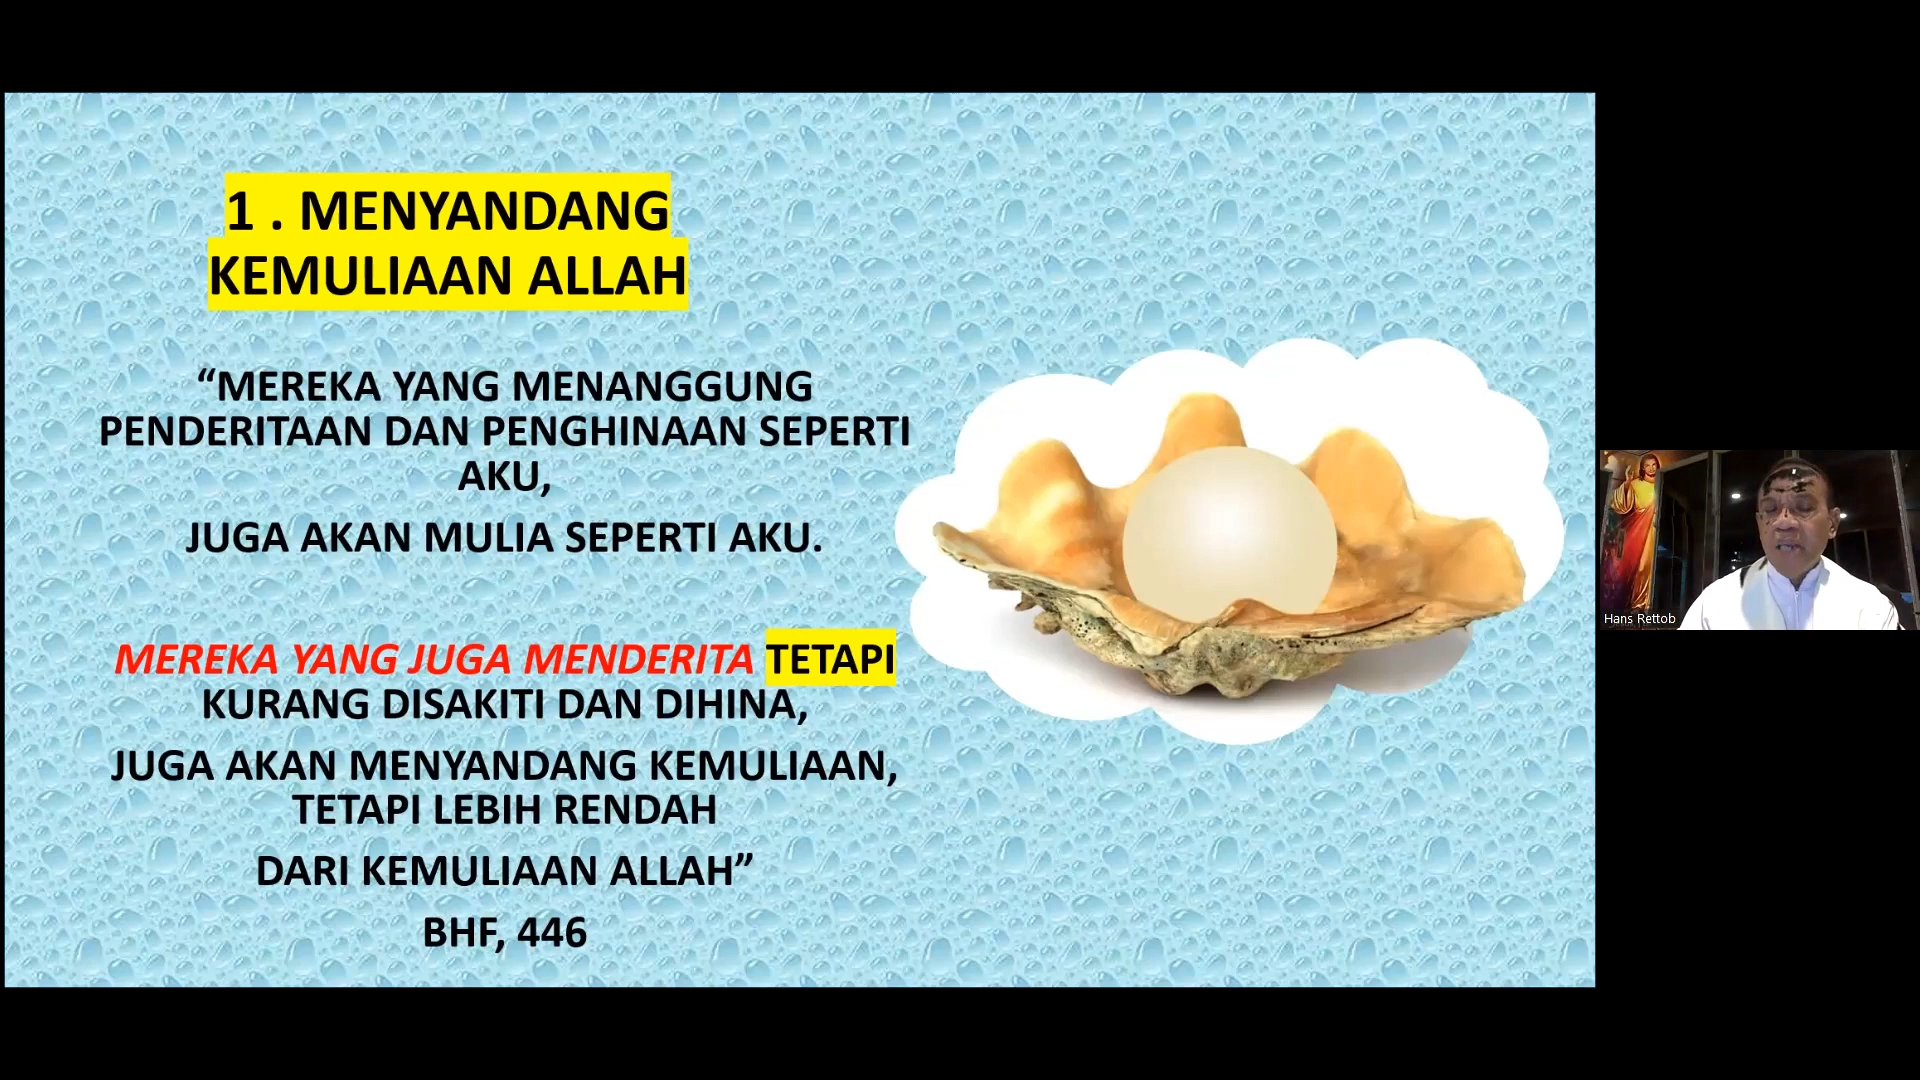 1 . MENYANDANG
KEMULIAAN ALLAH
“MEREKA YANG MENANGGUNG
PENDERITAAN DAN PENGHINAAN SEPERTI
AKU,
JUGA AKAN MULIA SEPERTI AKU.
MEREKA YANG JUGA MENDERITA TETAPI
KURANG DISAKITI DAN DIHINA,
JUGA AKAN MENYANDANG KEMULIAAN,
TETAPI LEBIH RENDAH
DARI KEMULIAAN ALLAH”
BHF, 446
Hans Rettob